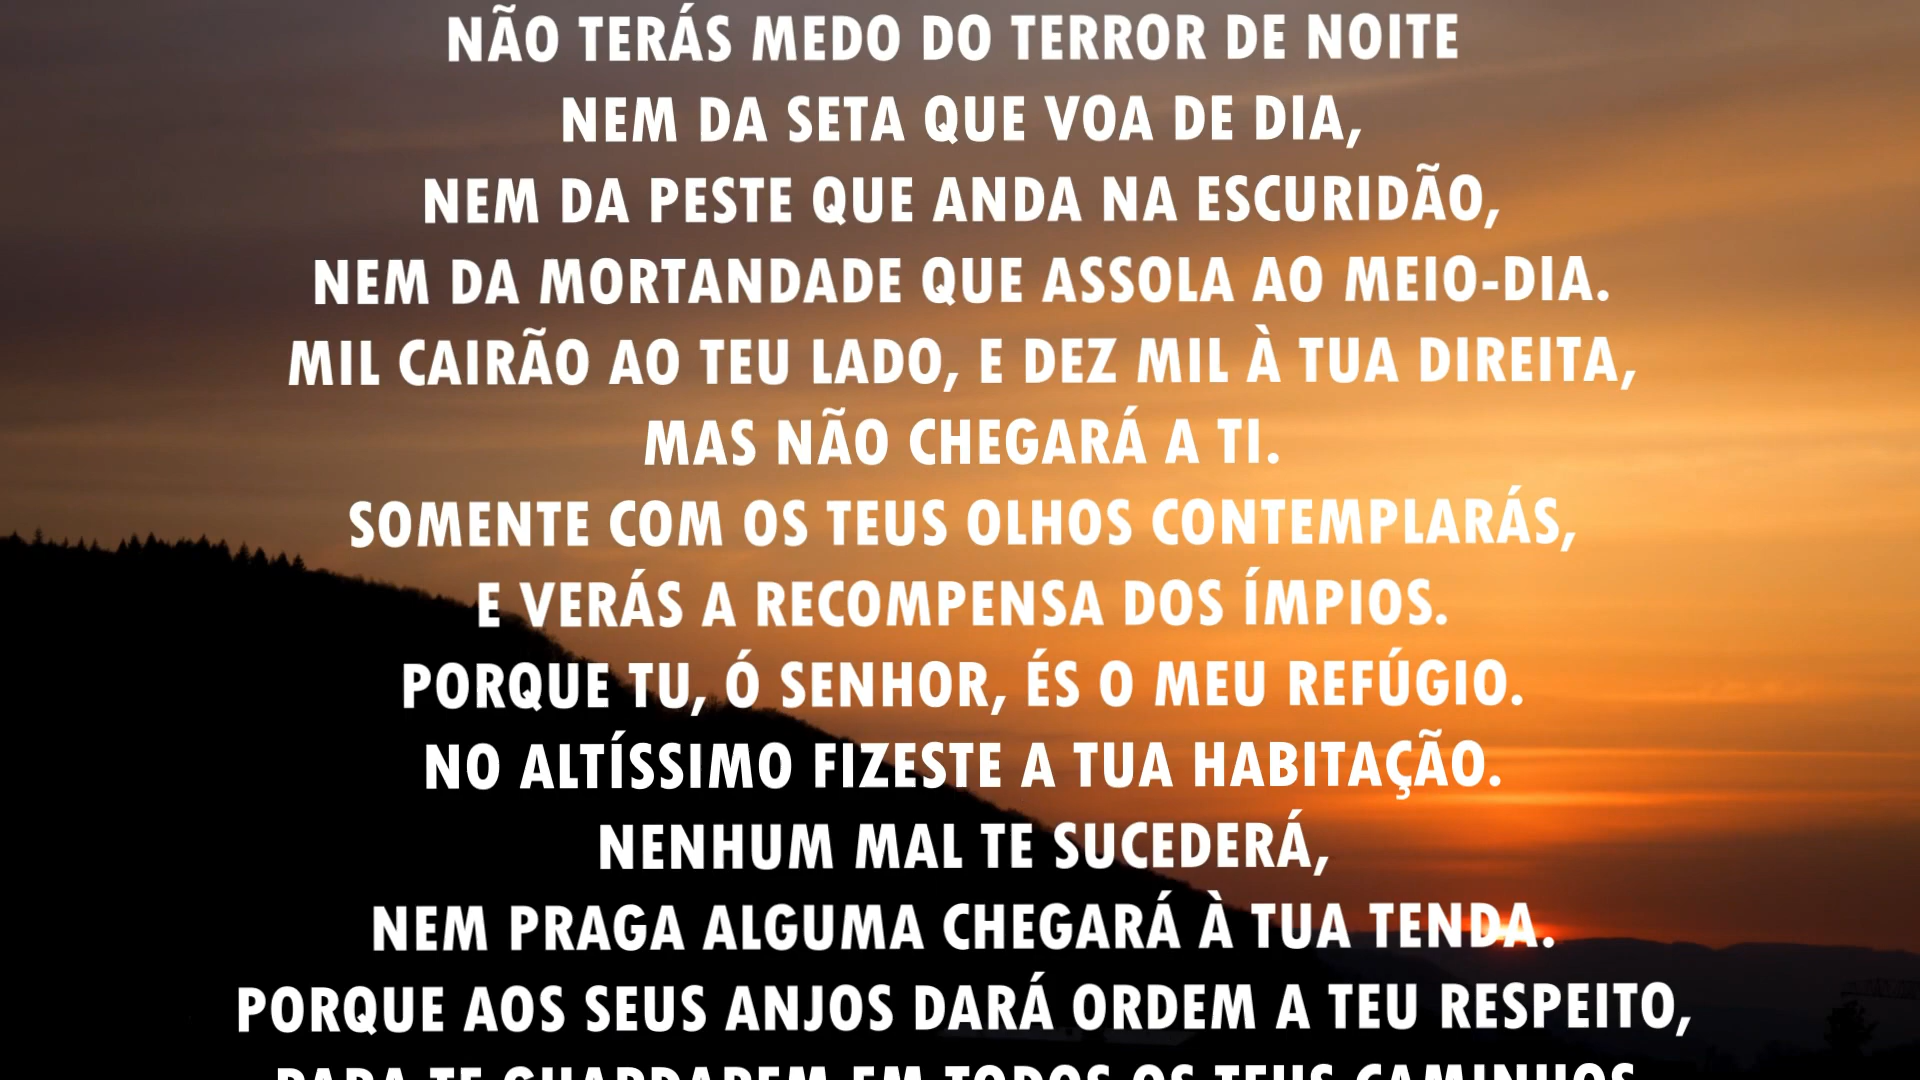 NÃO TERÁS MEDO DO TERROR DE NOITE
NEM DA SETA QUE VOA DE DIA,
NEM DA PESTE QUE ANDA NA ESCURIDÃO,
NEM DA MORTANDADE QUE ASSOLA AO MEIO-DIA.
MIL CAIRÃO AO TEU LADO, E DEZ MIL À TUA DIREITA,
MAS NÃO CHEGARÁ A TI.
SOMENTE COM OS TEUS OLHOS CONTEMPLARÁS,
E VERÁS A RECOMPENSA DOS ÍMPIOS.
PORQUE TU, Ó SENHOR, ÉS O MEU REFÚGIO.
NO ALTÍSSIMO FIZESTE A TUA HABITAÇÃO.
NENHUM MAL TE SUCEDERÁ,
NEM PRAGA ALGUMA CHEGARÁ À TUA TENDA.
PORQUE AOS SEUS ANJOS DARÁ ORDEM A TEU RESPEITO,
PARA TE GUARDAREM EM TODOS OS TEUS CAMINHOS.